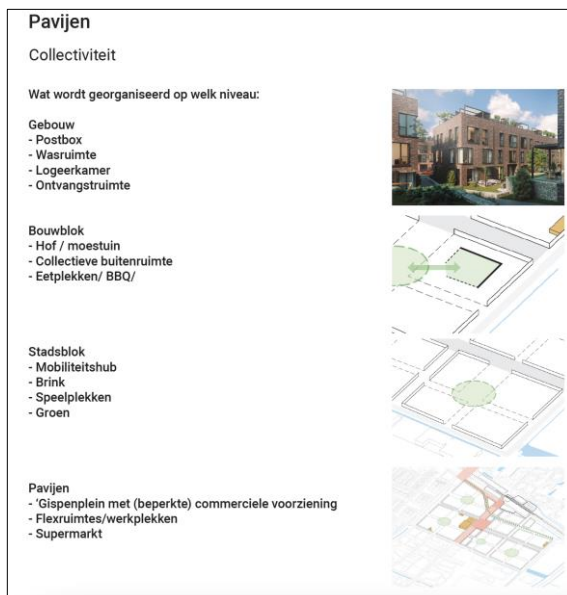 Pavijen
Collectiviteit
Wat wordt georganiseerd op welk niveau:
Gebouw
- Postbox
- Wasruimte
- Logeerkamer
- Ontvangstruimte
Bouwblok
- Hof / moestuin
- Collectieve buitenruimte
- Eetplekken/ BBQ/
Stadsblok
- Mobiliteitshub
- Brink
- Speelplekken
- Groen
Pavijen
- ‘Gispenplein met (beperkte) commerciele voorziening
- Flexruimtes/werkplekken
- Supermarkt